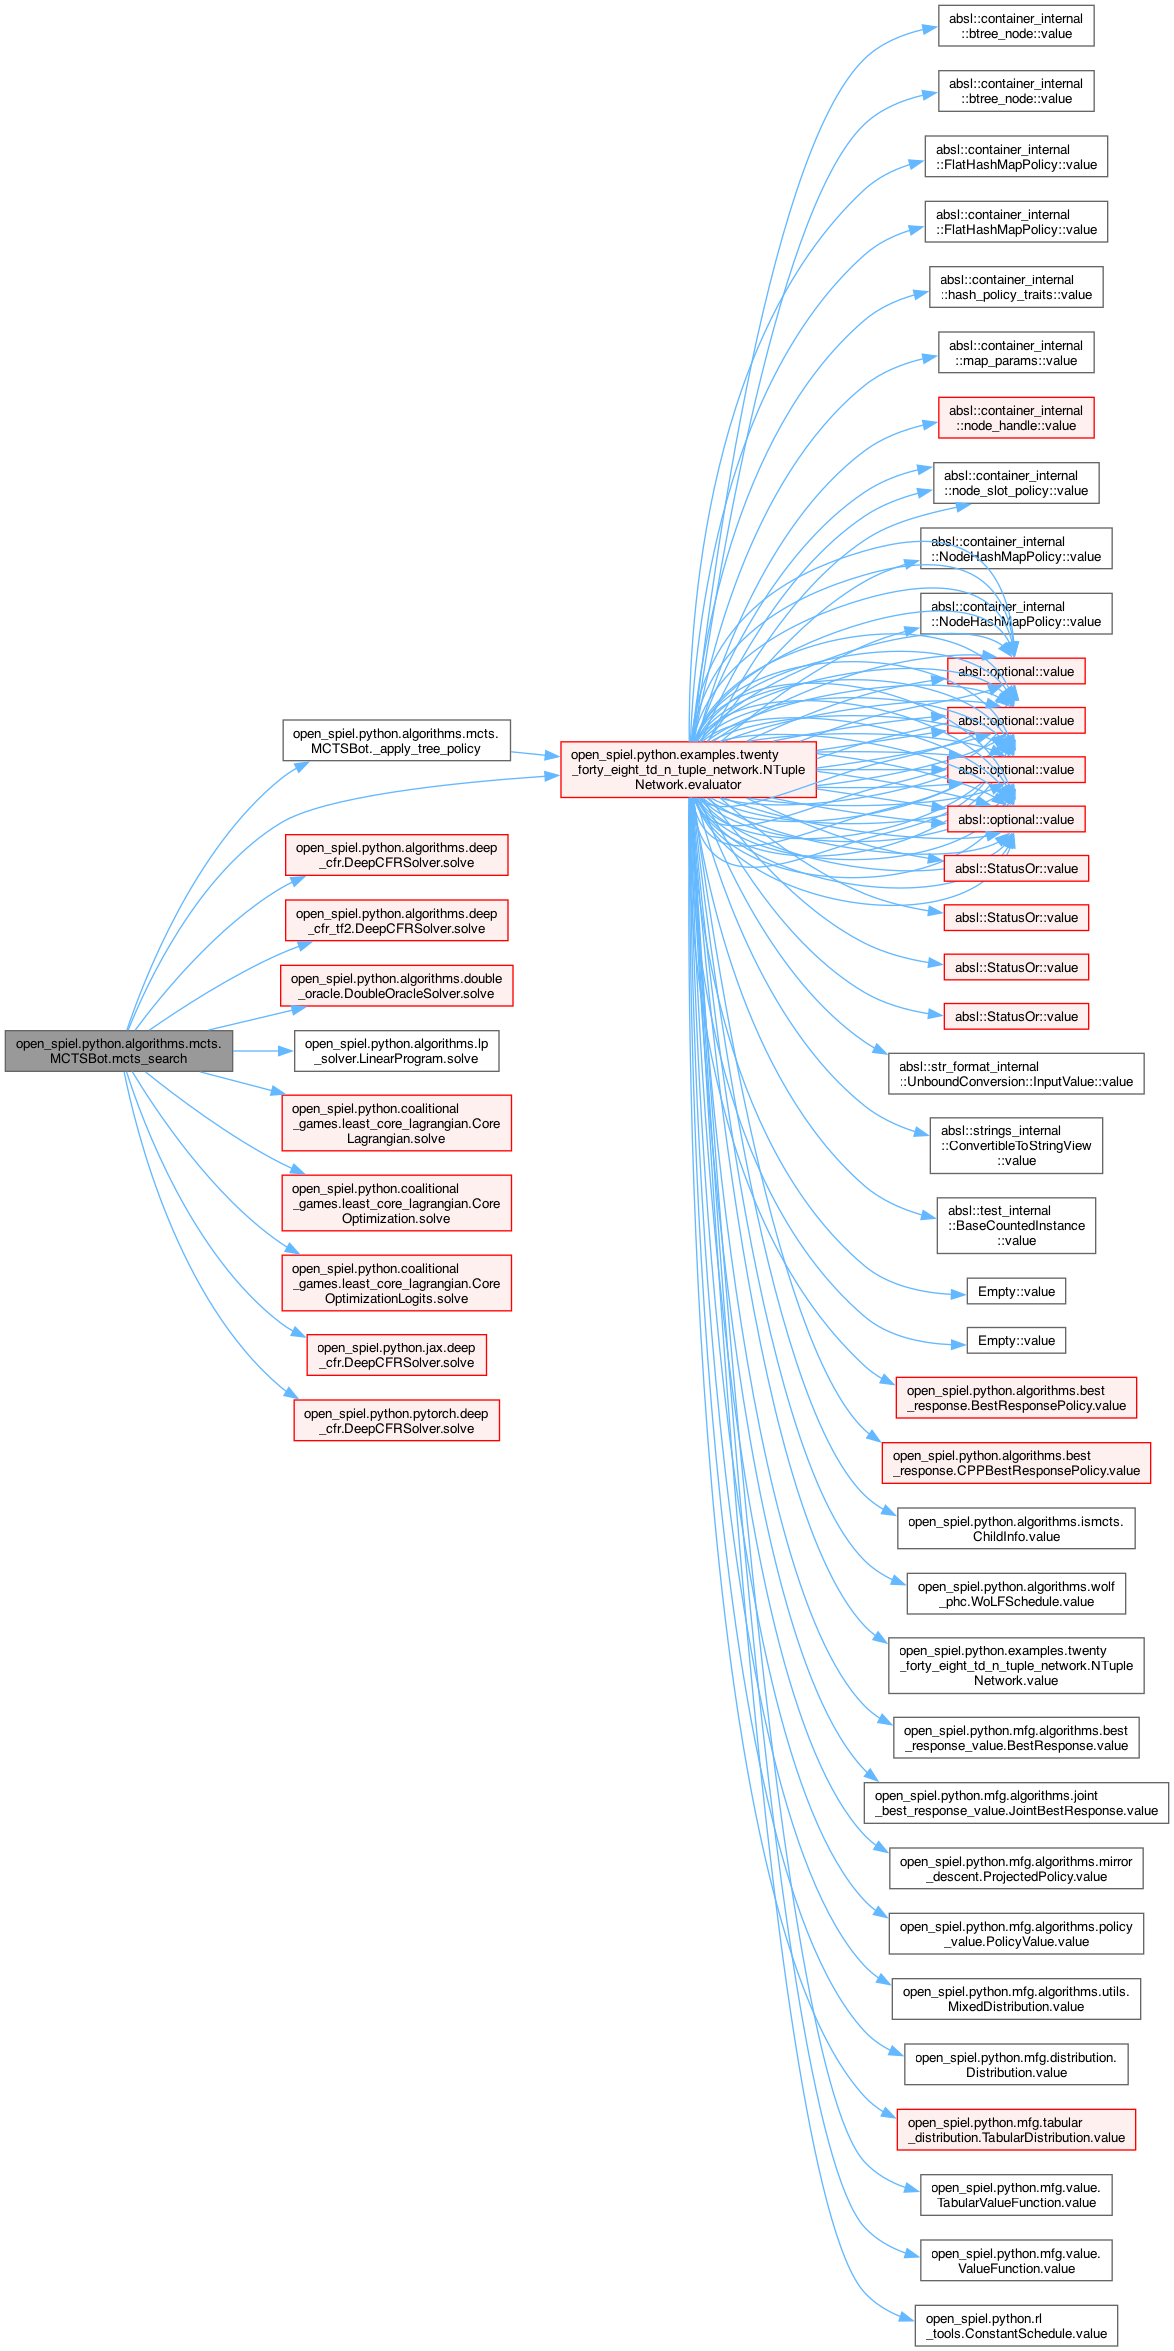 open_spiel.python.algorithms.mcts.
MCTSBot.mcts_search
open_spiel.python.algorithms.mcts.
MCTSBot._apply_tree_policy
open_spiel.python.algorithms.deep
_cfr.DeepCFRSolver.solve
open_spiel.python.algorithms.deep
_cfr_tf2.DeepCFRSolver.solve
open_spiel.python.algorithms.double
_oracle.DoubleOracleSolver.solve
open_spiel.python.algorithms.lp
_solver.LinearProgram.solve
open_spiel.python.coalitional
_games.least_core_lagrangian.Core
Lagrangian.solve
open_spiel.python.coalitional
_games.least_core_lagrangian.Core
Optimization.solve
open_spiel.python.coalitional
_games.least_core_lagrangian.Core
OptimizationLogits.solve
open_spiel.python.jax.deep
_cfr.DeepCFRSolver.solve
open_spiel.python.pytorch.deep
_cfr.DeepCFRSolver.solve
open_spiel.python.examples.twenty
_forty_eight_td_n_tuple_network.NTuple
Network.evaluator
absl::container_internal
::btree_node::value
absl::container_internal
::btree_node::value
absl::container_internal
::FlatHashMapPolicy::value
absl::container_internal
::FlatHashMapPolicy::value
absl::container_internal
::hash_policy_traits::value
absl::container_internal
::map_params::value
absl::container_internal
::node_handle::value
absl::container_internal
::node_slot_policy::value
absl::container_internal
::NodeHashMapPolicy::value
absl::container_internal
::NodeHashMapPolicy::value
absl::optional::value
absl::optional::value
absl::optional::value
absl::optional::value
absl::StatusOr::value
absl::StatusOr::value
absl::StatusOr::value
absl::StatusOr::value
absl::str_format_internal
::UnboundConversion::InputValue::value
absl::strings_internal
::ConvertibleToStringView
::value
absl::test_internal
::BaseCountedInstance
::value
Empty::value
Empty::value
open_spiel.python.algorithms.best
_response.BestResponsePolicy.value
open_spiel.python.algorithms.best
_response.CPPBestResponsePolicy.value
open_spiel.python.algorithms.ismcts.
ChildInfo.value
open_spiel.python.algorithms.wolf
_phc.WoLFSchedule.value
open_spiel.python.examples.twenty
_forty_eight_td_n_tuple_network.NTuple
Network.value
open_spiel.python.mfg.algorithms.best
_response_value.BestResponse.value
open_spiel.python.mfg.algorithms.joint
_best_response_value.JointBestResponse.value
open_spiel.python.mfg.algorithms.mirror
_descent.ProjectedPolicy.value
open_spiel.python.mfg.algorithms.policy
_value.PolicyValue.value
open_spiel.python.mfg.algorithms.utils.
MixedDistribution.value
open_spiel.python.mfg.distribution.
Distribution.value
open_spiel.python.mfg.tabular
_distribution.TabularDistribution.value
open_spiel.python.mfg.value.
TabularValueFunction.value
open_spiel.python.mfg.value.
ValueFunction.value
open_spiel.python.rl
_tools.ConstantSchedule.value